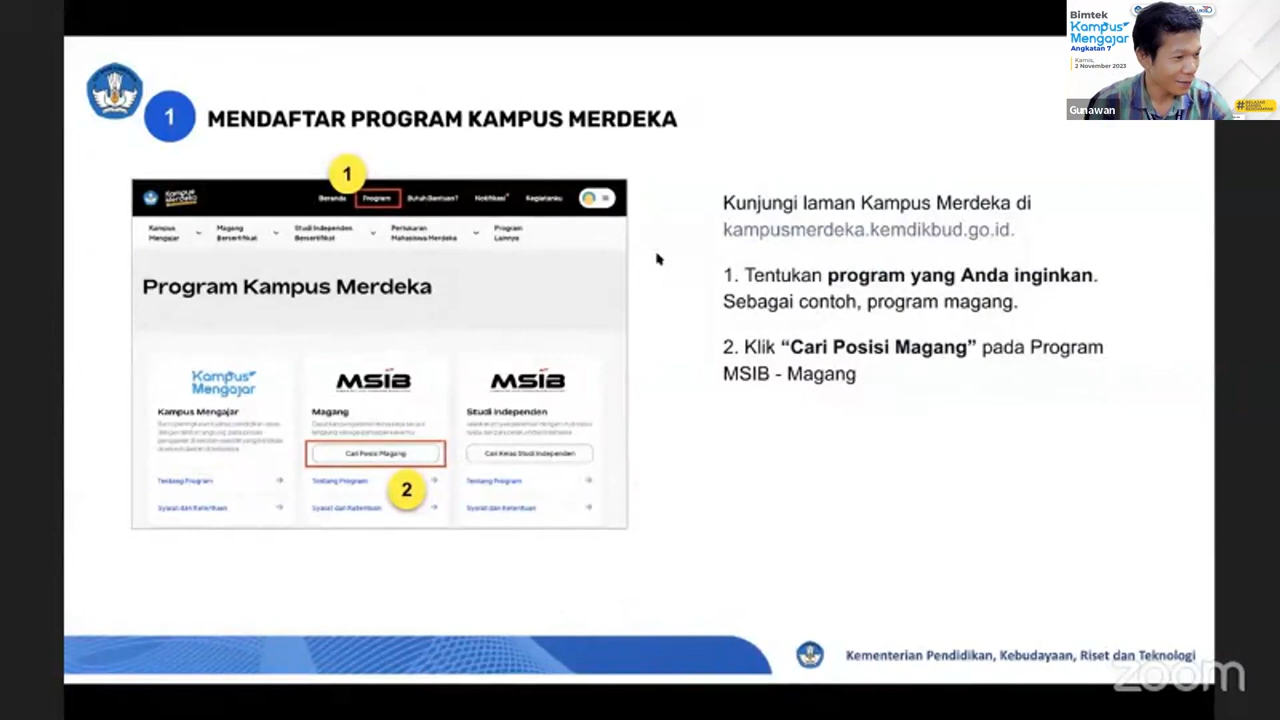 Bimtek
Kampus
Mengajar
Angkatan 7
Kamis,
2 November 2023
Gunawan
1
MENDAFTAR PROGRAM KAMPUS MERDEKA
1
Kampus
Merdeka
Beranda Program Butuh Bantuan? Notifikasi Kegiatanku
Kampus
Mengajar
Magang
Bersertifikat
Studi Independen
Bersertifikat
Pertukaran
Mahasiswa Merdeka
Program
Lainnya
Program Kampus Merdeka
Kampus
Mengajar
Kampus Mengajar
Tentang Program
Syarat dan Ketentuan
MSIB
Magang
Cari Posisi Magang
2
Tentang Program
Syarat dan Ketentuan
MSIB
Studi Independen
Cari Kelas Studi Independen
Tentang Program
Syarat dan Ketentuan
Kunjungi laman Kampus Merdeka di
kampusmerdeka.kemdikbud.go.id.
1. Tentukan program yang Anda inginkan.
Sebagai contoh, program magang.
2. Klik “Cari Posisi Magang” pada Program
MSIB - Magang
Kementerian Pendidikan, Kebudayaan, Riset dan Teknologi
zoom